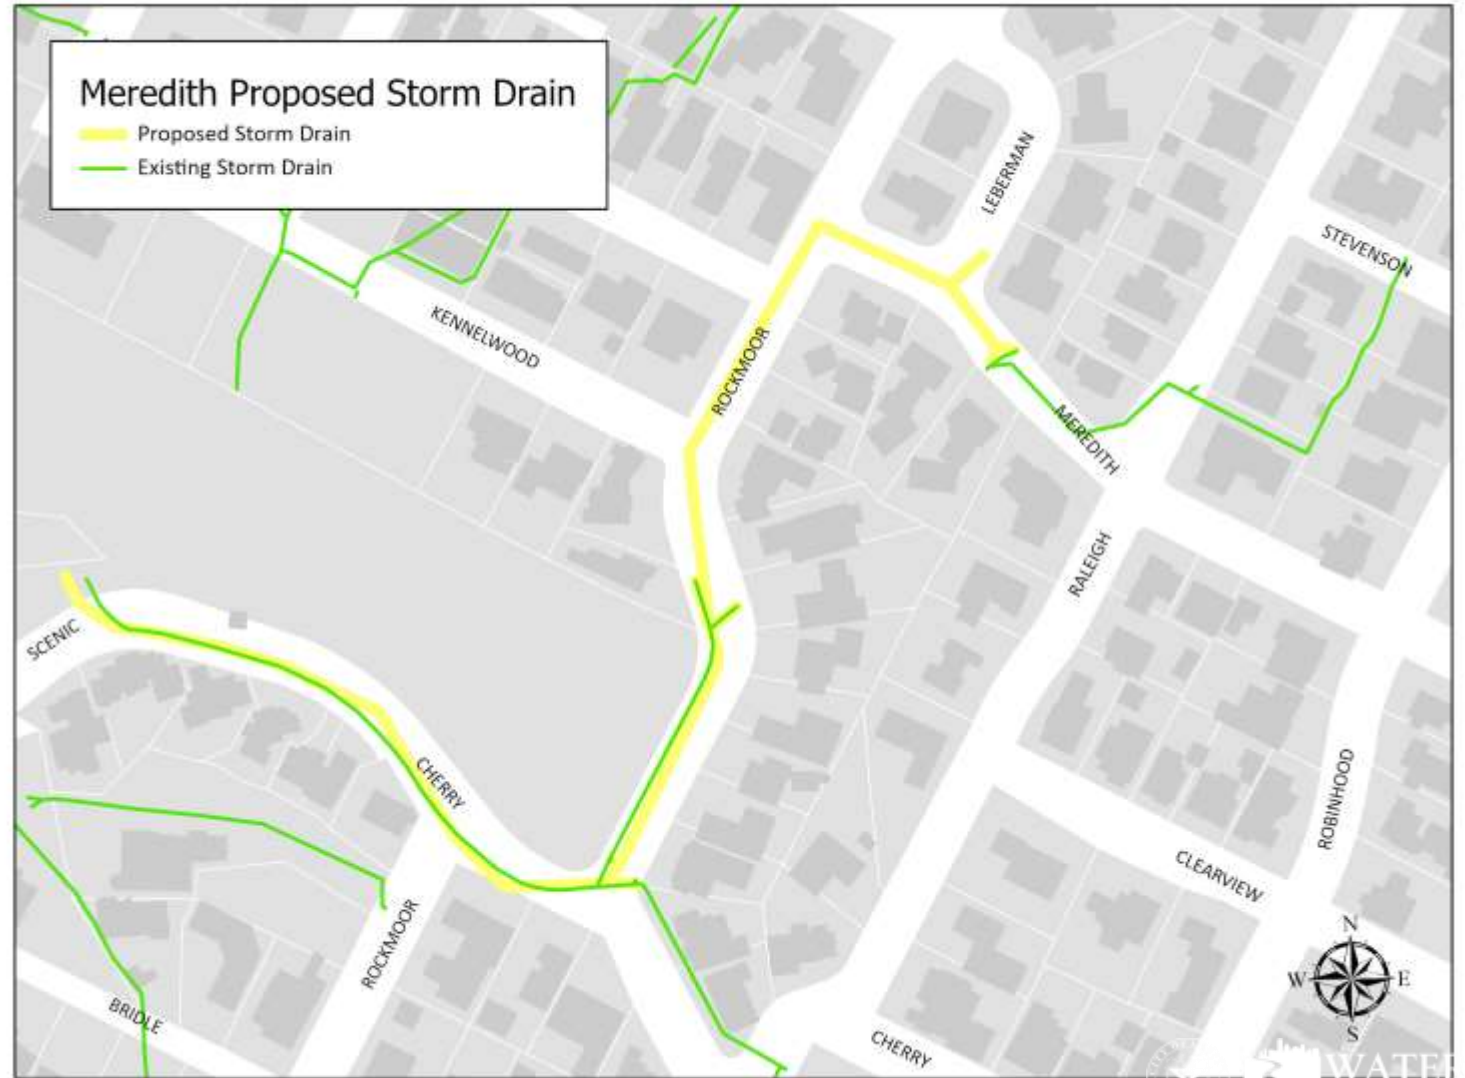 Meredith Proposed Storm Drain
Proposed Storm Drain
Existing Storm Drain
LEBERMAN
STEVENSON
KENNELWOOD
ROCKMOOR
MEREDITH
RALEIGH
SCENIC
CHERRY
ROBINHOOD
CLEARVIEW
ROCKMOOR
BRIDLE
CHERRY
N
W E
S
WATER